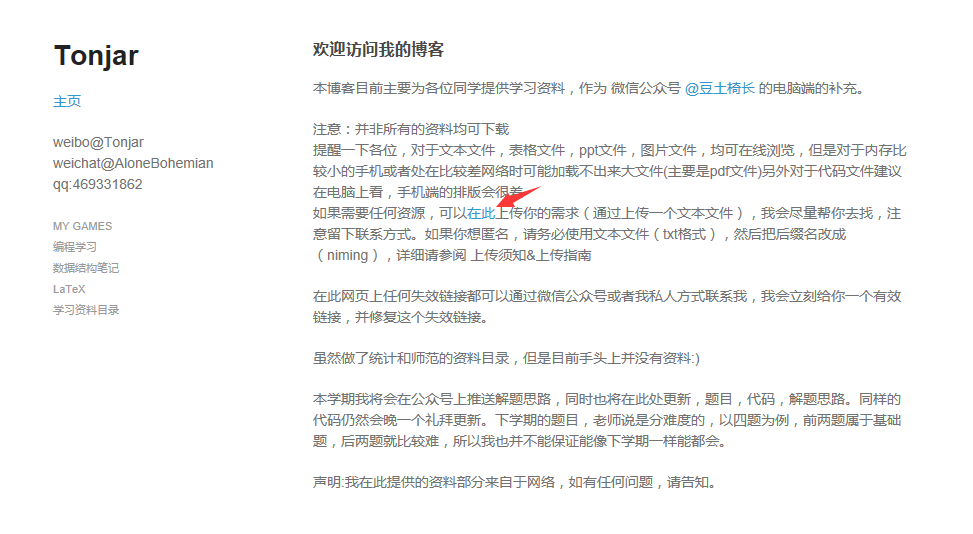 Tonjar
主页
weibo@Tonjar
weichat@AloneBohemian
qq:469331862
MY GAMES
编程学习
数据结构笔记
LaTeX
学习资料目录
欢迎访问我的博客
本博客目前主要为各位同学提供学习资料，作为 微信公众号 @豆土椅长 的电脑端的补充。
注意：并非所有的资料均可下载
提醒一下各位，对于文本文件，表格文件，ppt文件，图片文件，均可在线浏览，但是对于内存比
较小的手机或者处在比较差网络时可能加载不出来大文件(主要是pdf文件)另外对于代码文件建议
在电脑上看，手机端的排版会很差
如果需要任何资源，可以在此上传你的需求（通过上传一个文本文件），我会尽量帮你去找，注
意留下联系方式。如果你想匿名，请务必使用文本文件（txt格式），然后把后缀名改成
（niming），详细请参阅 上传须知&上传指南
在此网页上任何失效链接都可以通过微信公众号或者我私人方式联系我，我会立刻给你一个有效
链接，并修复这个失效链接。
虽然做了统计和师范的资料目录，但是目前手头上并没有资料:)
本学期我将会在公众号上推送解题思路，同时也将在此处更新，题目，代码，解题思路。同样的
代码仍然会晚一个礼拜更新。下学期的题目，老师说是分难度的，以四题为例，前两题属于基础
题，后两题就比较难，所以我也并不能保证能像下学期一样能都会。
声明:我在此提供的资料部分来自于网络，如有任何问题，请告知。